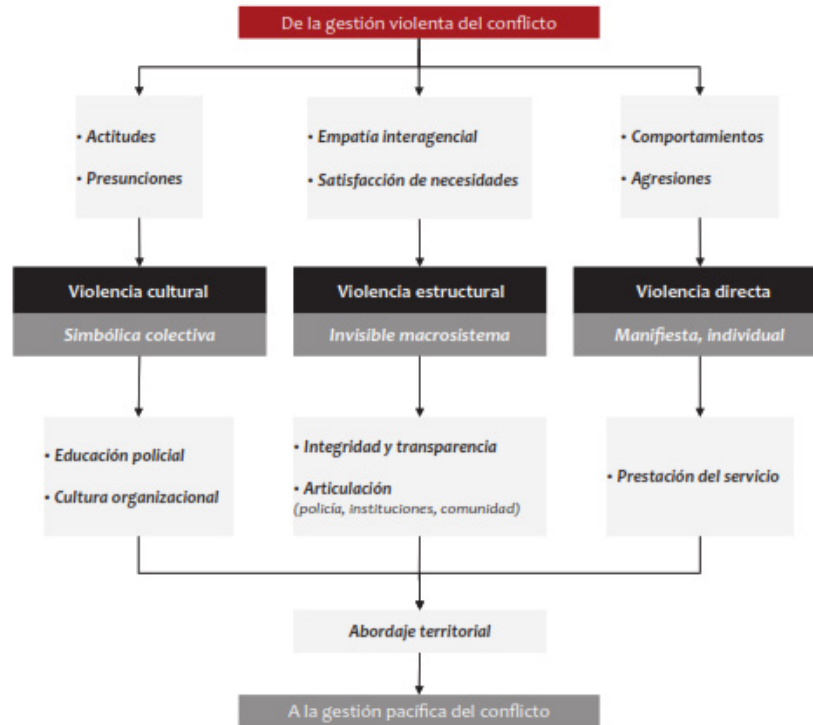 De la gestión violenta del conflicto
• Actitudes
• Presunciones
• Empatía interagencial
• Satisfacción de necesidades
• Comportamientos
• Agresiones
Violencia cultural
Simbólica colectiva
Violencia estructural
Invisible macrosistema
Violencia directa
Manifiesta, individual
• Educación policial
• Cultura organizacional
• Integridad y transparencia
• Articulación
(policía, instituciones, comunidad)
• Prestación del servicio
Abordaje territorial
A la gestión pacífica del conflicto